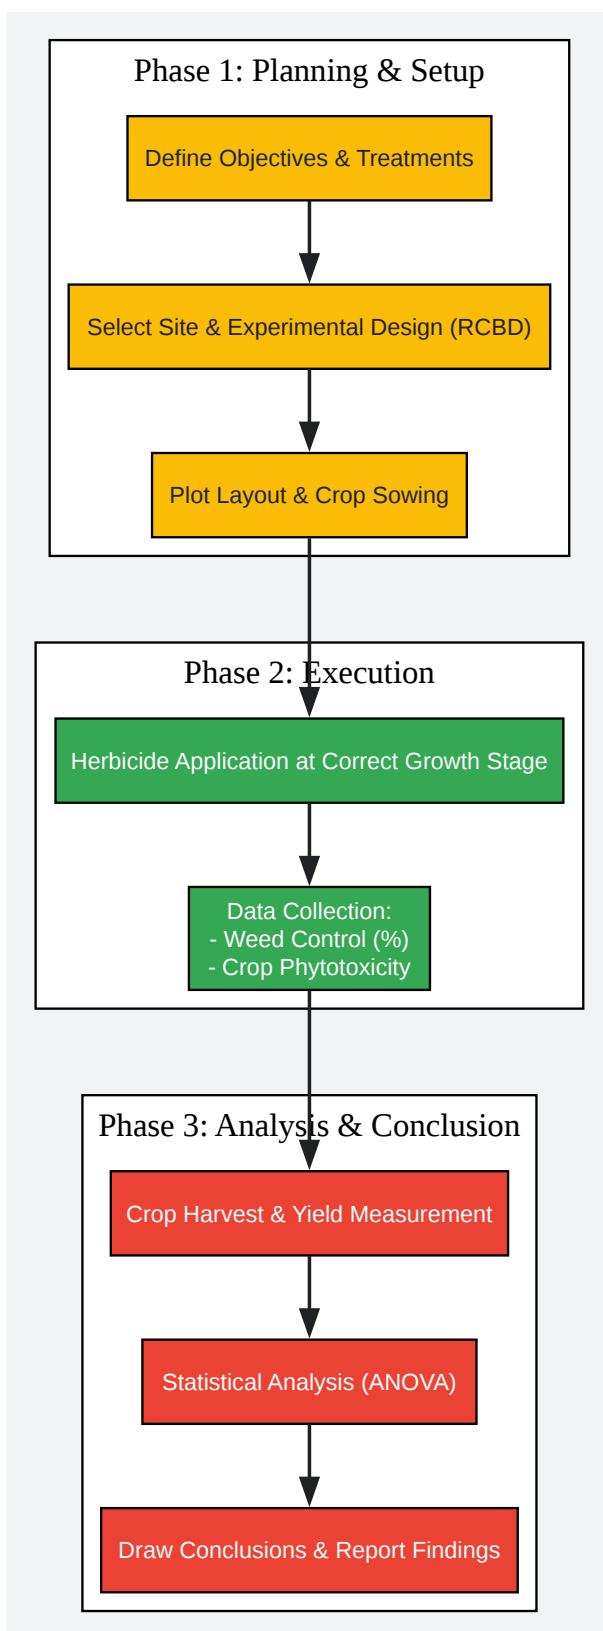 Phase 1: Planning & Setup
Define Objectives & Treatments
Select Site & Experimental Design (RCBD)
Plot Layout & Crop Sowing
Phase 2: Execution
Herbicide Application at Correct Growth Stage
Data Collection:
- Weed Control (%)
- Crop Phytotoxicity
Phase 3: Analysis & Conclusion
Crop Harvest & Yield Measurement
Statistical Analysis (ANOVA)
Draw Conclusions & Report Findings